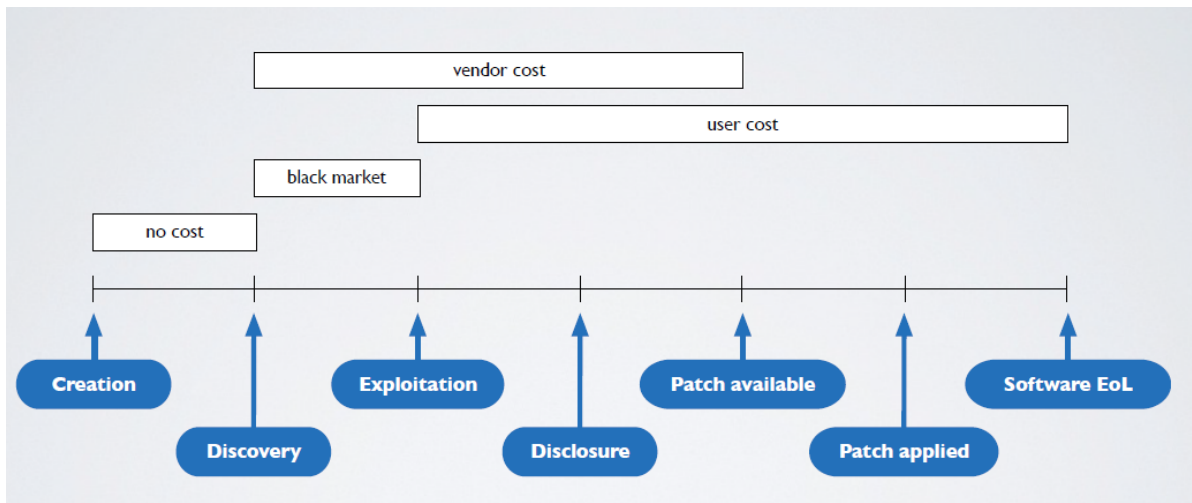 vendor cost
user cost
black market
no cost
Creation
Exploitation
Patch available
Software EoL
Discovery
Disclosure
Patch applied